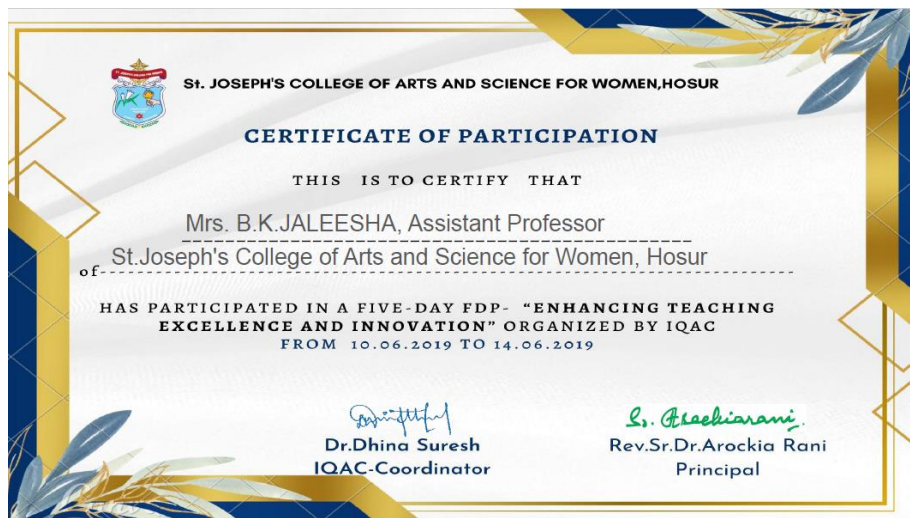 St. JOSEPH'S COLLEGE OF ARTS AND SCIENCE FOR WOMEN,HOSUR
CERTIFICATE OF PARTICIPATION
THIS IS TO CERTIFY THAT
Mrs. B.K.JALEESHA, Assistant Professor
of St.Joseph's College of Arts and Science for Women, Hosur
HAS PARTICIPATED IN A FIVE-DAY FDP- “ENHANCING TEACHING
EXCELLENCE AND INNOVATION” ORGANIZED BY IQAC
FROM 10.06.2019 TO 14.06.2019
Dr.Dhina Suresh
IQAC-Coordinator
Sr. Arockiarani
Rev.Sr.Dr.Arockia Rani
Principal